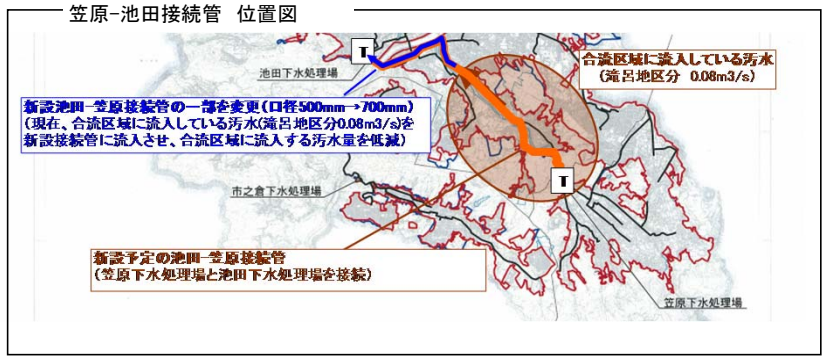 笠原-池田接続管 位置図
T
池田下水処理場
合流区域に流入している汚水
(滝呂地区分 0.08m3/s)
新設池田-笠原接続管の一部を変更(口径500mm→700mm)
(現在、合流区域に流入している汚水(滝呂地区分0.08m3/s)を
新設接続管に流入させ、合流区域に流入する汚水量を低減)
T
市之倉下水処理場
新設予定の池田-笠原接続管
(笠原下水処理場と池田下水処理場を接続)
笠原下水処理場